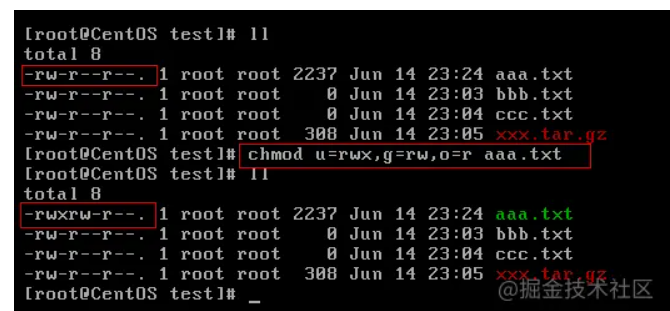 [root@CentOS test]# ll
total 8
-rw-r--r--. 1 root root 2237 Jun 14 23:24 aaa.txt
-rw-r--r--. 1 root root    0 Jun 14 23:03 bbb.txt
-rw-r--r--. 1 root root    0 Jun 14 23:04 ccc.txt
-rw-r--r--. 1 root root  308 Jun 14 23:05 xxx.tar.gz
[root@CentOS test]# chmod u=rwx,g=rw,o=r aaa.txt
[root@CentOS test]# ll
total 8
-rwxrw-r--. 1 root root 2237 Jun 14 23:24 aaa.txt
-rw-r--r--. 1 root root    0 Jun 14 23:03 bbb.txt
-rw-r--r--. 1 root root    0 Jun 14 23:04 ccc.txt
-rw-r--r--. 1 root root  308 Jun 14 23:05 xxx.tar.gz
[root@CentOS test]# _
@掘金技术社区